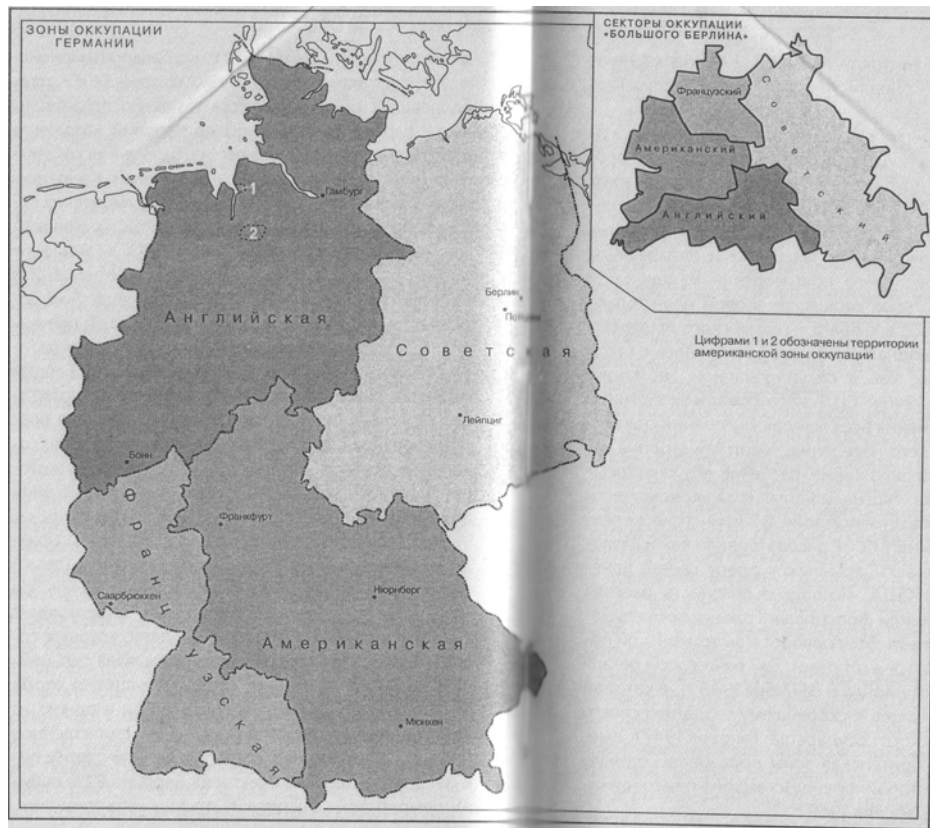 ЗОНЫ ОККУПАЦИИ
ГЕРМАНИИ
СЕКТОРЫ ОККУПАЦИИ
«БОЛЬШОГО БЕРЛИНА»
Французский
Американский
Английский
Советский
1
2
Гамбург
Английская
Берлин
Советская
Лейпциг
Бонн
Франкфурт
Французская
Саарбрюккен
Нюрнберг
Американская
Мюнхен
Цифрами 1 и 2 обозначены территории
американской зоны оккупации